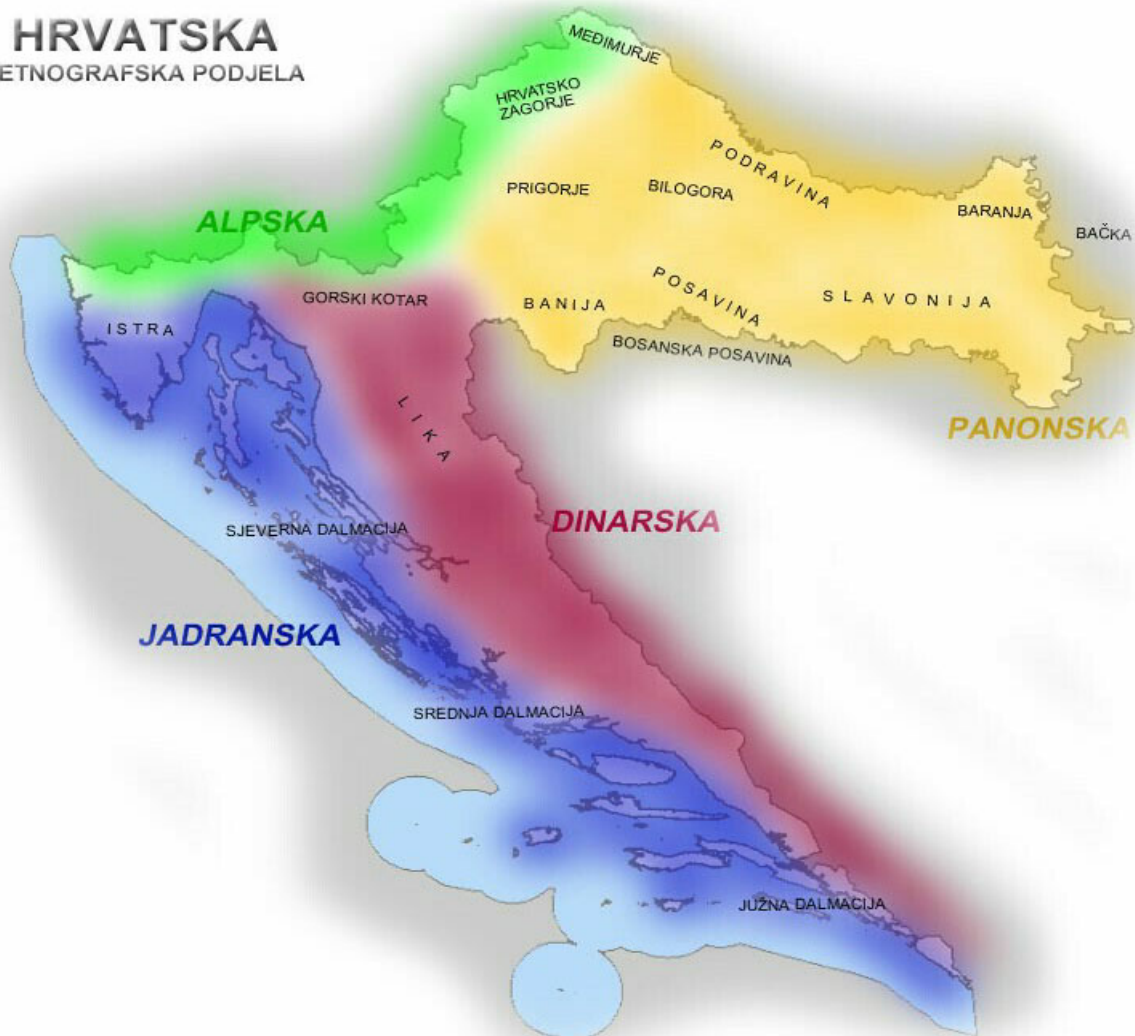 HRVATSKA
ETNOGRAFSKA PODJELA
MEĐIMURJE
HRVATSKO
ZAGORJE
PODRAVINA
PRIGORJE
BILOGORA
BARANJA
BAČKA
ALPSKA
GORSKI KOTAR
BANIJA
POSAVINA
SLAVONIJA
ISTRA
BOSANSKA POSAVINA
LIKA
PANONSKA
DINARSKA
SJEVERNA DALMACIJA
JADRANSKA
SREDNJA DALMACIJA
JUŽNA DALMACIJA